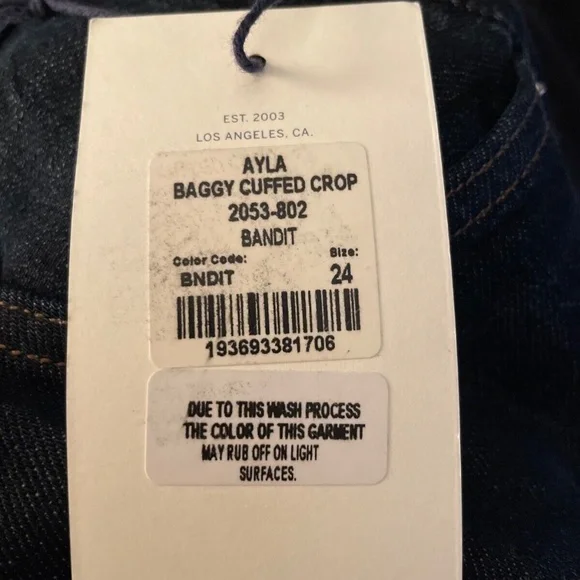 EST. 2003
LOS ANGELES, CA.
AYLA
BAGGY CUFFED CROP
2053-802
BANDIT
Color Code: Size:
BNDIT 24
193693381706
DUE TO THIS WASH PROCESS
THE COLOR OF THIS GARMENT
MAY RUB OFF ON LIGHT
SURFACES.